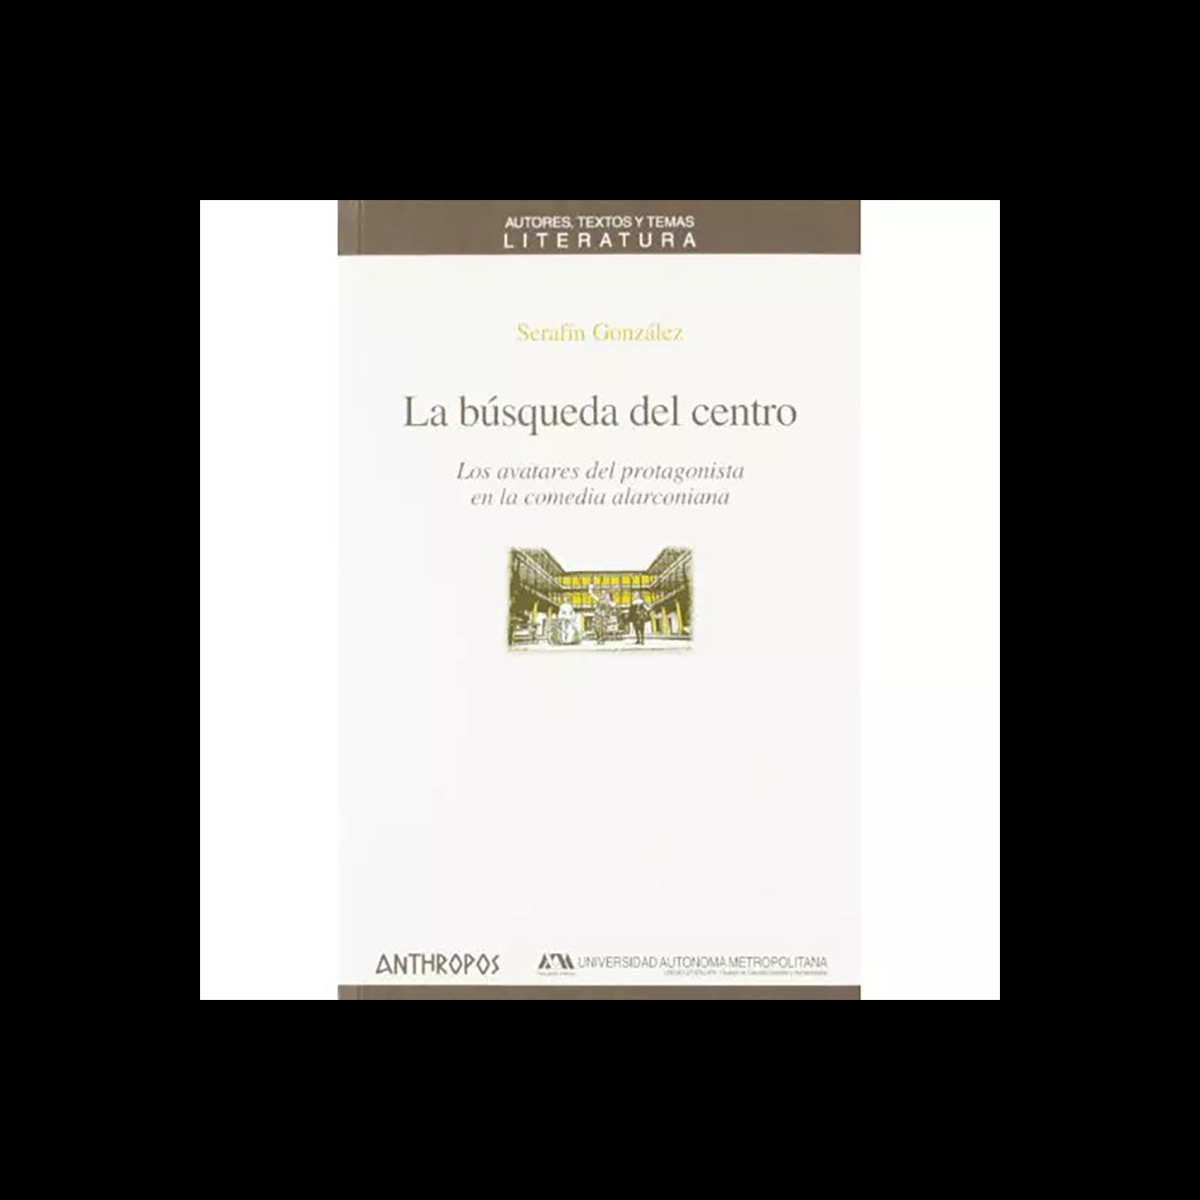 AUTORES, TEXTOS Y TEMAS
LITERATURA
Serafín González
La búsqueda del centro
Los avatares del protagonista
en la comedia alarconiana
ANTHROPOS
UNIVERSIDAD AUTONOMA METROPOLITANA